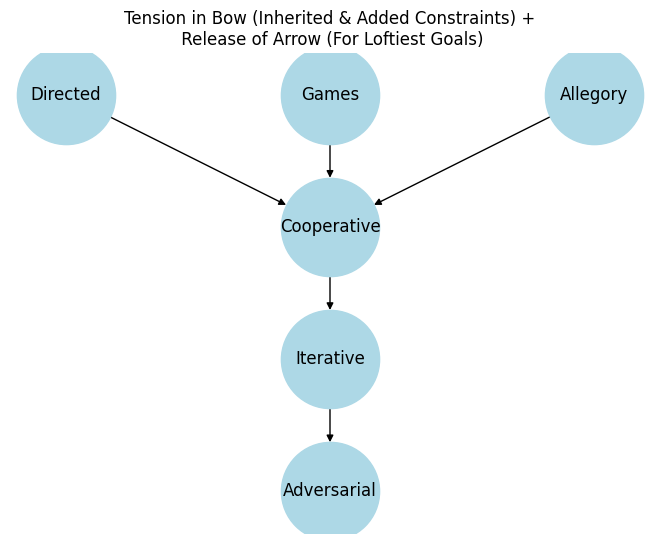 Tension in Bow (Inherited & Added Constraints) +
Release of Arrow (For Loftiest Goals)
Directed
Games
Allegory
Cooperative
Iterative
Adversarial